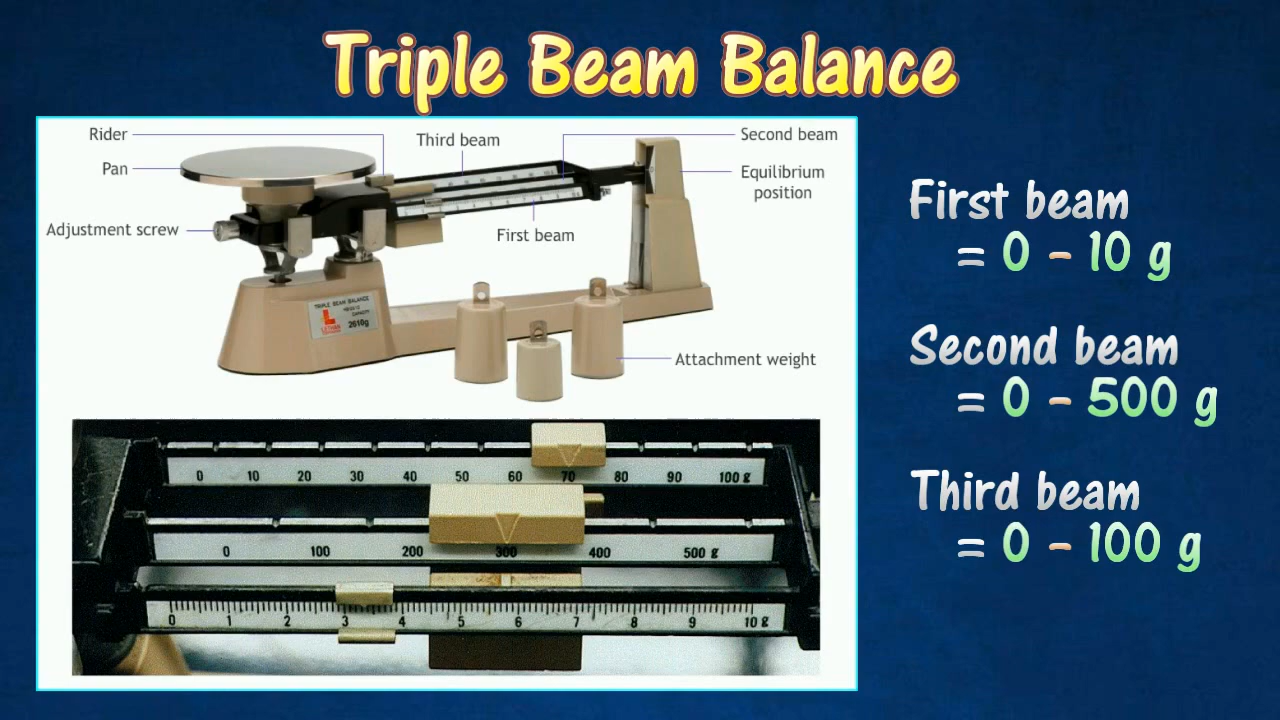 Triple Beam Balance
Rider
Third beam
Second beam
Pan
Equilibrium
position
Adjustment screw
First beam
TRIPLE BEAM BALANCE
CAPACITY
2610g
Attachment weight
0 10 20 30 40 50 60 70 80 90 100 g
0 100 200 300 400 500 g
0 1 2 3 4 5 6 7 8 9 10 g
First beam
= 0 - 10 g
Second beam
= 0 - 500 g
Third beam
= 0 - 100 g